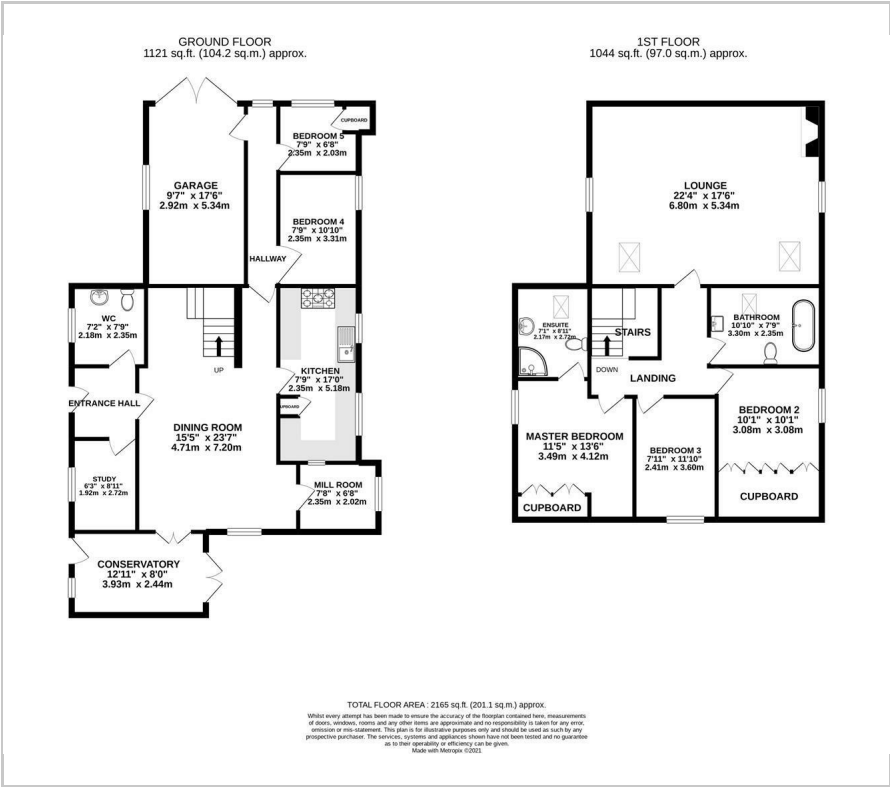 GROUND FLOOR
1121 sq.ft. (104.2 sq.m.) approx.
1ST FLOOR
1044 sq.ft. (97.0 sq.m.) approx.
CUPBOARD
BEDROOM 5
7'9" x 6'8"
2.35m x 2.03m
GARAGE
9'7" x 17'6"
2.92m x 5.34m
BEDROOM 4
7'9" x 10'10"
2.35m x 3.31m
HALLWAY
WC
7'2" x 7'9"
2.18m x 2.35m
UP
KITCHEN
7'9" x 17'0"
2.35m x 5.18m
CUPBOARD
ENTRANCE HALL
DINING ROOM
15'5" x 23'7"
4.71m x 7.20m
STUDY
6'3" x 8'11"
1.92m x 2.72m
MILL ROOM
7'8" x 6'8"
2.35m x 2.02m
CONSERVATORY
12'11" x 8'0"
3.93m x 2.44m
LOUNGE
22'4" x 17'6"
6.80m x 5.34m
ENSUITE
7'1" x 8'11"
2.17m x 2.72m
STAIRS
BATHROOM
10'10" x 7'9"
3.30m x 2.35m
DOWN
LANDING
MASTER BEDROOM
11'5" x 13'6"
3.49m x 4.12m
BEDROOM 3
7'11" x 11'10"
2.41m x 3.60m
BEDROOM 2
10'1" x 10'1"
3.08m x 3.08m
CUPBOARD
CUPBOARD
TOTAL FLOOR AREA : 2165 sq.ft. (201.1 sq.m.) approx.
Whilst every attempt has been made to ensure the accuracy of the floorplan contained here, measurements
of doors, windows, rooms and any other items are approximate and no responsibility is taken for any error,
omission or mis-statement. This plan is for illustrative purposes only and should be used as such by any
prospective purchaser. The services, systems and appliances shown have not been tested and no guarantee
as to their operability or efficiency can be given.
Made with Metropix ©2021